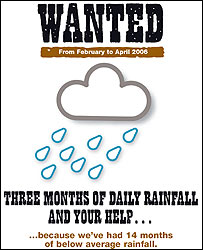 WANTED
From February to April 2006
THREE MONTHS OF DAILY RAINFALL
AND YOUR HELP...
...because we've had 14 months
of below average rainfall.